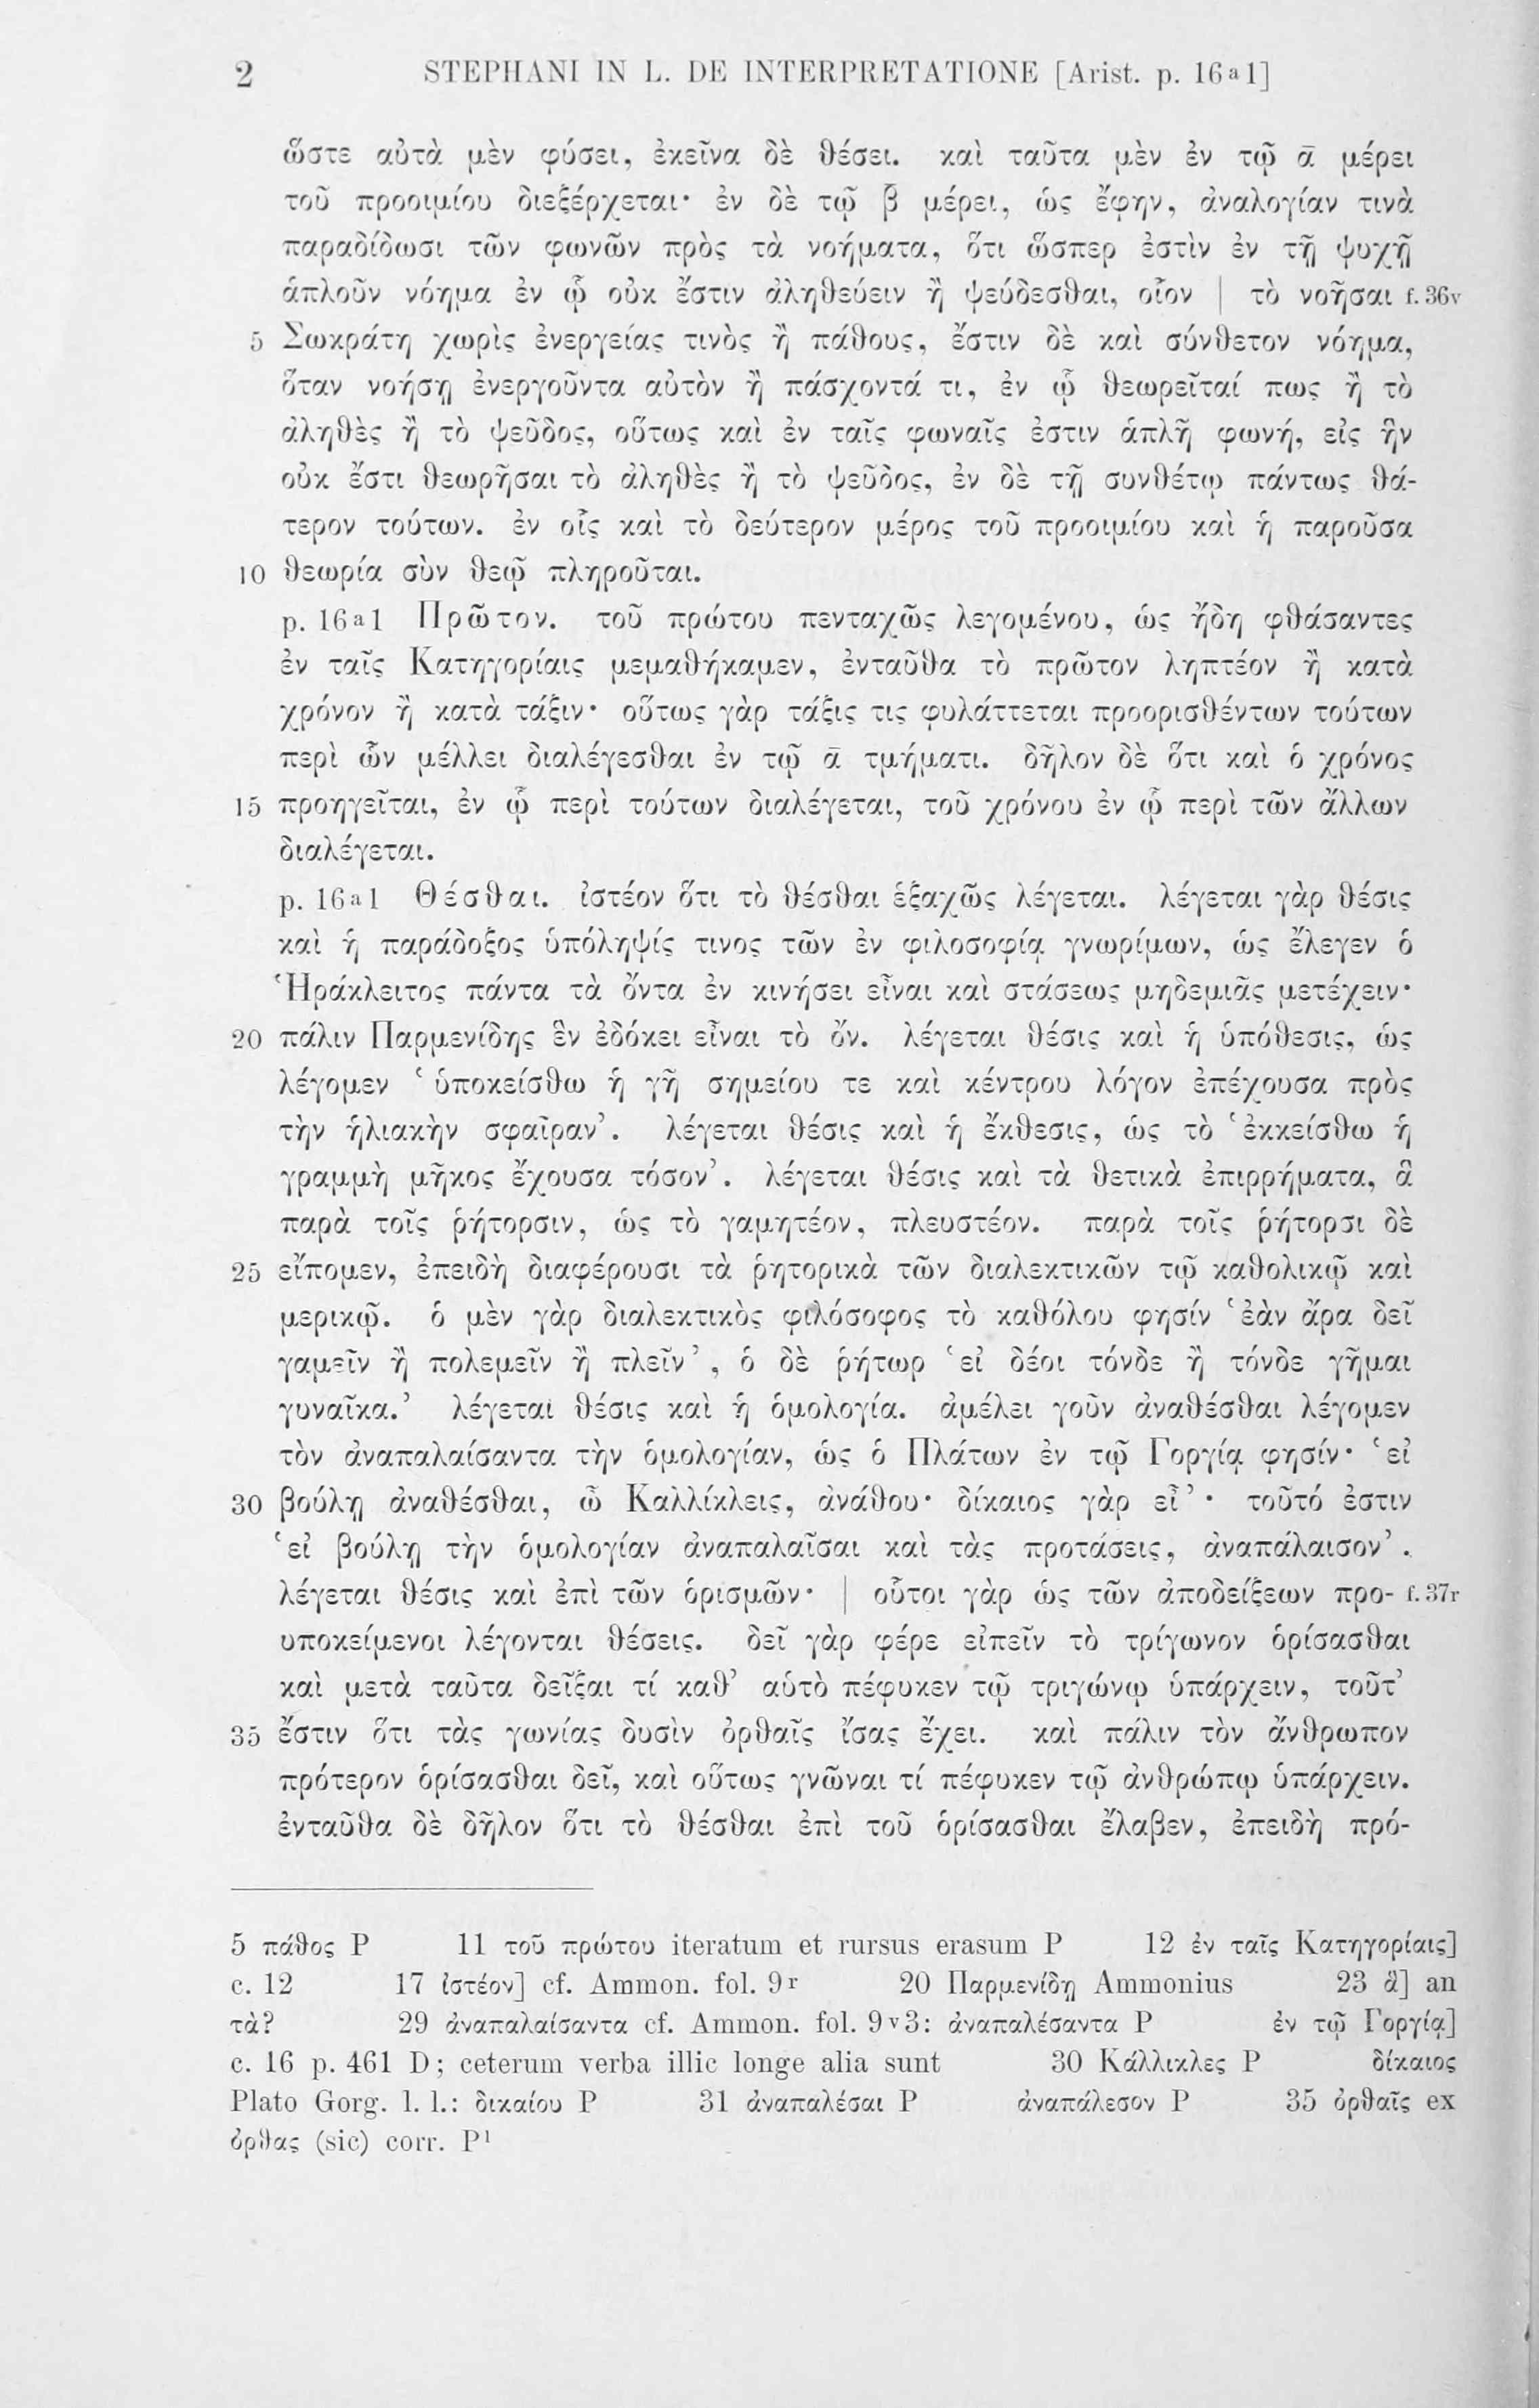 2 STEPHANI IN L. DE INTERPRETATIONE [Arist. p. 16a1]
ὥστε αὐτὰ μὲν φύσει, ἐκεῖνα δὲ θέσει. καὶ ταῦτα μὲν ἐν τῷ ᾱ μέρει
τοῦ προοιμίου διεξέρχεται· ἐν δὲ τῷ β̄ μέρει, ὡς ἔφην, ἀναλογίαν τινὰ
παραδίδωσι τῶν φωνῶν πρὸς τὰ νοήματα, ὅτι ὥσπερ ἐστὶν ἐν τῇ ψυχῇ
ἁπλοῦν νόημα ἐν ᾧ οὐκ ἔστιν ἀληθεύειν ἢ ψεύδεσθαι, οἷον | τὸ νοῆσαι f. 36v
5 Σωκράτη χωρὶς ἐνεργείας τινὸς ἢ πάθους, ἔστιν δὲ καὶ σύνθετον νόημα,
ὅταν νοήσῃ ἐνεργοῦντα αὐτὸν ἢ πάσχοντά τι, ἐν ᾧ θεωρεῖταί πως ἢ τὸ
ἀληθὲς ἢ τὸ ψεῦδος, οὕτως καὶ ἐν ταῖς φωναῖς ἐστιν ἁπλῆ φωνή, εἰς ἣν
οὐκ ἔστι θεωρῆσαι τὸ ἀληθὲς ἢ τὸ ψεῦδος, ἐν δὲ τῇ συνθέτῳ πάντως θά-
τερον τούτων. ἐν οἷς καὶ τὸ δεύτερον μέρος τοῦ προοιμίου καὶ ἡ παροῦσα
10 θεωρία σὺν θεῷ πληροῦται.
p. 16a1 Πρῶτον. τοῦ πρώτου πενταχῶς λεγομένου, ὡς ἤδη φθάσαντες
ἐν ταῖς Κατηγορίαις μεμαθήκαμεν, ἐνταῦθα τὸ πρῶτον ληπτέον ἢ κατὰ
χρόνον ἢ κατὰ τάξιν· οὕτως γὰρ τάξις τις φυλάττεται προορισθέντων τούτων
περὶ ὧν μέλλει διαλέγεσθαι ἐν τῷ ᾱ τμήματι. δῆλον δὲ ὅτι καὶ ὁ χρόνος
15 προηγεῖται, ἐν ᾧ περὶ τούτων διαλέγεται, τοῦ χρόνου ἐν ᾧ περὶ τῶν ἄλλων
διαλέγεται.
p. 16a1 Θέσθαι. ἰστέον ὅτι τὸ θέσθαι ἑξαχῶς λέγεται. λέγεται γὰρ θέσις
καὶ ἡ παράδοξος ὑπόληψίς τινος τῶν ἐν φιλοσοφίᾳ γνωρίμων, ὡς ἔλεγεν ὁ
Ἡράκλειτος πάντα τὰ ὄντα ἐν κινήσει εἶναι καὶ στάσεως μηδεμιᾶς μετέχειν·
20 πάλιν Παρμενίδης ἓν ἐδόκει εἶναι τὸ ὄν. λέγεται θέσις καὶ ἡ ὑπόθεσις, ὡς
λέγομεν ‘ὑποκείσθω ἡ γῆ σημείου τε καὶ κέντρου λόγον ἐπέχουσα πρὸς
τὴν ἡλιακὴν σφαῖραν’. λέγεται θέσις καὶ ἡ ἔκθεσις, ὡς τὸ ‘ἐκκείσθω ἡ
γραμμὴ μῆκος ἔχουσα τόσον’. λέγεται θέσις καὶ τὰ θετικὰ ἐπιρρήματα, ἃ
παρὰ τοῖς ῥήτορσιν, ὡς τὸ γαμητέον, πλευστέον. παρὰ τοῖς ῥήτορσι δὲ
25 εἴπομεν, ἐπειδὴ διαφέρουσι τὰ ῥητορικὰ τῶν διαλεκτικῶν τῷ καθολικῷ καὶ
μερικῷ. ὁ μὲν γὰρ διαλεκτικὸς φιλόσοφος τὸ καθόλου φησίν ‘ἐὰν ἄρα δεῖ
γαμεῖν ἢ πολεμεῖν ἢ πλεῖν’, ὁ δὲ ῥήτωρ ‘εἰ δέοι τόνδε ἢ τόνδε γῆμαι
γυναῖκα.’ λέγεται θέσις καὶ ἡ ὁμολογία. ἀμέλει γοῦν ἀναθέσθαι λέγομεν
τὸν ἀναπαλαίσαντα τὴν ὁμολογίαν, ὡς ὁ Πλάτων ἐν τῷ Γοργίᾳ φησίν· ‘εἰ
30 βούλῃ ἀναθέσθαι, ὦ Καλλίκλεις, ἀνάθου· δίκαιος γὰρ εἶ’· τοῦτό ἐστιν
‘εἰ βούλῃ τὴν ὁμολογίαν ἀναπαλαῖσαι καὶ τὰς προτάσεις, ἀναπάλαισον’.
λέγεται θέσις καὶ ἐπὶ τῶν ὁρισμῶν· | οὗτοι γὰρ ὡς τῶν ἀποδείξεων προ- f. 37r
υποκείμενοι λέγονται θέσεις. δεῖ γὰρ φέρε εἰπεῖν τὸ τρίγωνον ὁρίσασθαι
καὶ μετὰ ταῦτα δεῖξαι τί καθ’ αὑτὸ πέφυκεν τῷ τριγώνῳ ὑπάρχειν, τοῦτ’
35 ἔστιν ὅτι τὰς γωνίας δυσὶν ὀρθαῖς ἴσας ἔχει. καὶ πάλιν τὸν ἄνθρωπον
πρότερον ὁρίσασθαι δεῖ, καὶ οὕτως γνῶναι τί πέφυκεν τῷ ἀνθρώπῳ ὑπάρχειν.
ἐνταῦθα δὲ δῆλον ὅτι τὸ θέσθαι ἐπὶ τοῦ ὁρίσασθαι ἔλαβεν, ἐπειδὴ πρό-
5 πάθος P 11 τοῦ πρώτου iteratum et rursus erasum P 12 ἐν ταῖς Κατηγορίαις]
c. 12 17 ἰστέον] cf. Ammon. fol. 9r 20 Παρμενίδῃ Ammonius 23 ἃ] an
τὰ? 29 ἀναπαλαίσαντα cf. Ammon. fol. 9v3: ἀναπαλέσαντα P ἐν τῷ Γοργίᾳ]
c. 16 p. 461 D; ceterum verba illic longe alia sunt 30 Κάλλικλες P δίκαιος
Plato Gorg. l. l.: δικαίου P 31 ἀναπαλέσαι P ἀναπάλεσον P 35 ὀρθαῖς ex
ὀρθας (sic) corr. P1